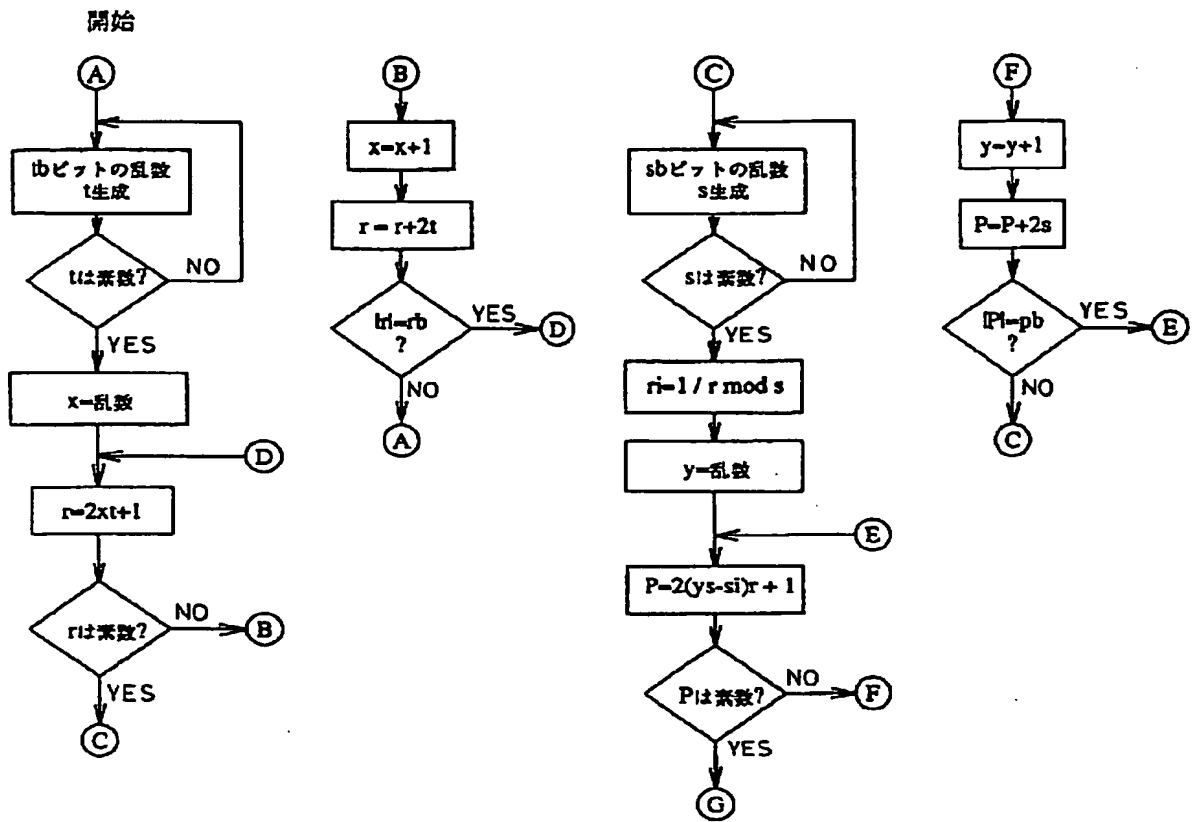 開始
A
tbビットの乱数
t生成
tは素数?
NO
YES
x=乱数
D
r=2xt+1
rは素数?
NO
B
YES
C
B
x=x+1
r=r+2t
|r|=rb
?
YES
D
NO
A
C
sbビットの乱数
s生成
sは素数?
NO
YES
ri=1 / r mod s
y=乱数
E
P=2(ys-si)r + 1
Pは素数?
NO
F
YES
G
F
y=y+1
P=P+2s
|P|=pb
?
YES
E
NO
C